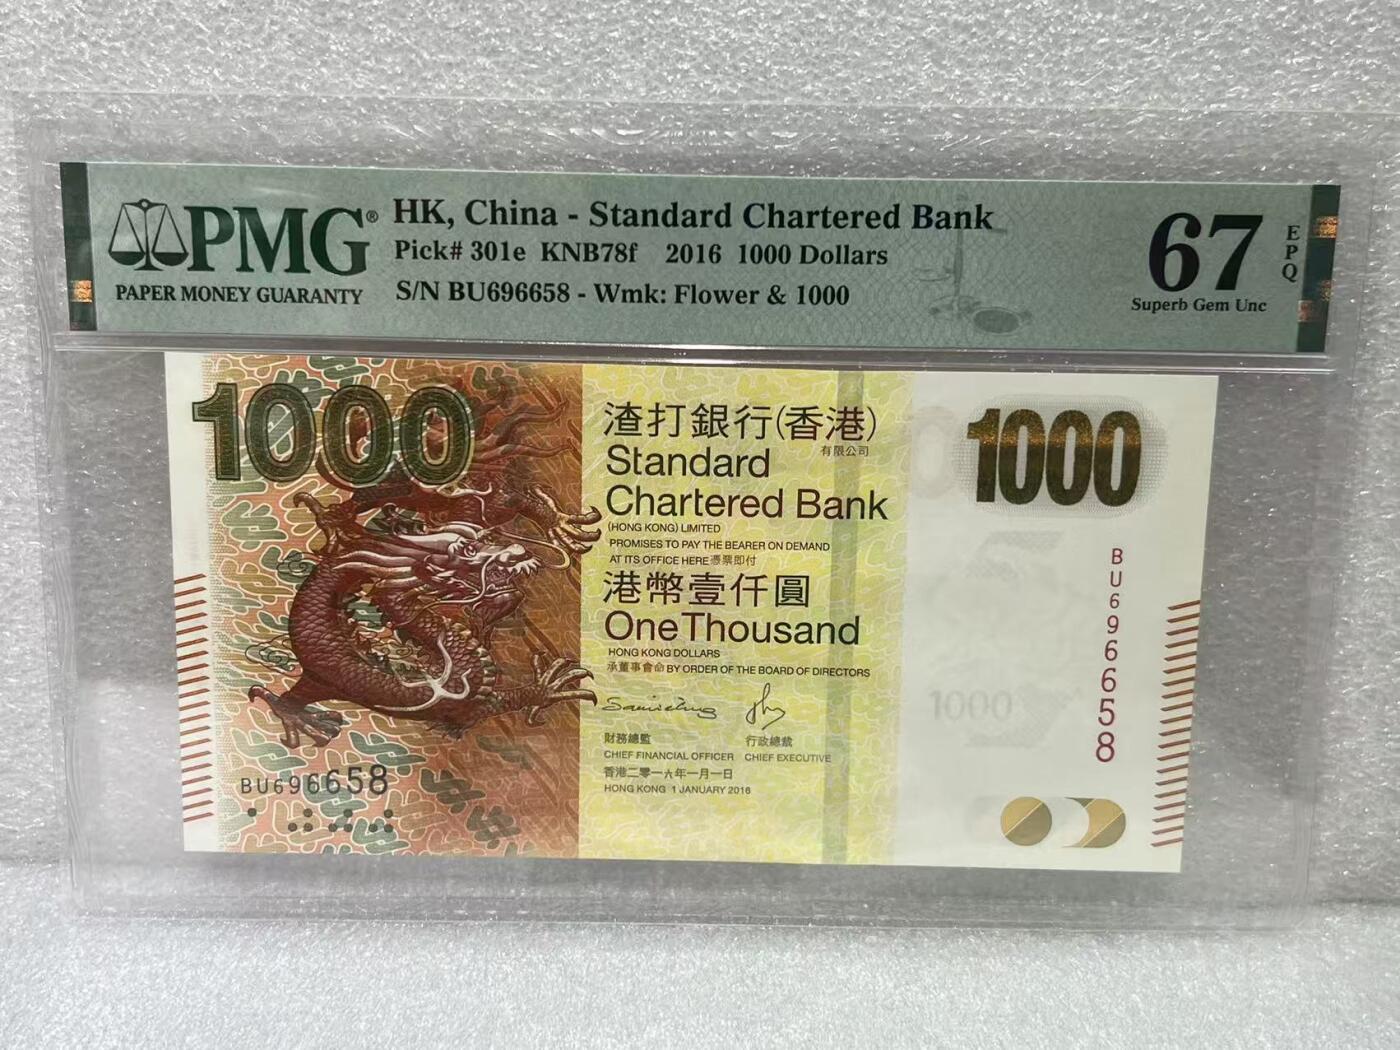 PMG®
PAPER MONEY GUARANTY
HK, China - Standard Chartered Bank
Pick# 301e KNB78f 2016 1000 Dollars
S/N BU696658 - Wmk: Flower & 1000
67
EPQ
Superb Gem Unc
1000
渣打銀行(香港)
有限公司
Standard
Chartered Bank
(HONG KONG) LIMITED
PROMISES TO PAY THE BEARER ON DEMAND
AT ITS OFFICE HERE 憑票即付
港幣壹仟圓
One Thousand
HONG KONG DOLLARS
承董事會命 BY ORDER OF THE BOARD OF DIRECTORS
財務總監 行政總裁
CHIEF FINANCIAL OFFICER CHIEF EXECUTIVE
香港二零一六年一月一日
HONG KONG 1 JANUARY 2016
BU696658
1000
BU696658
1000